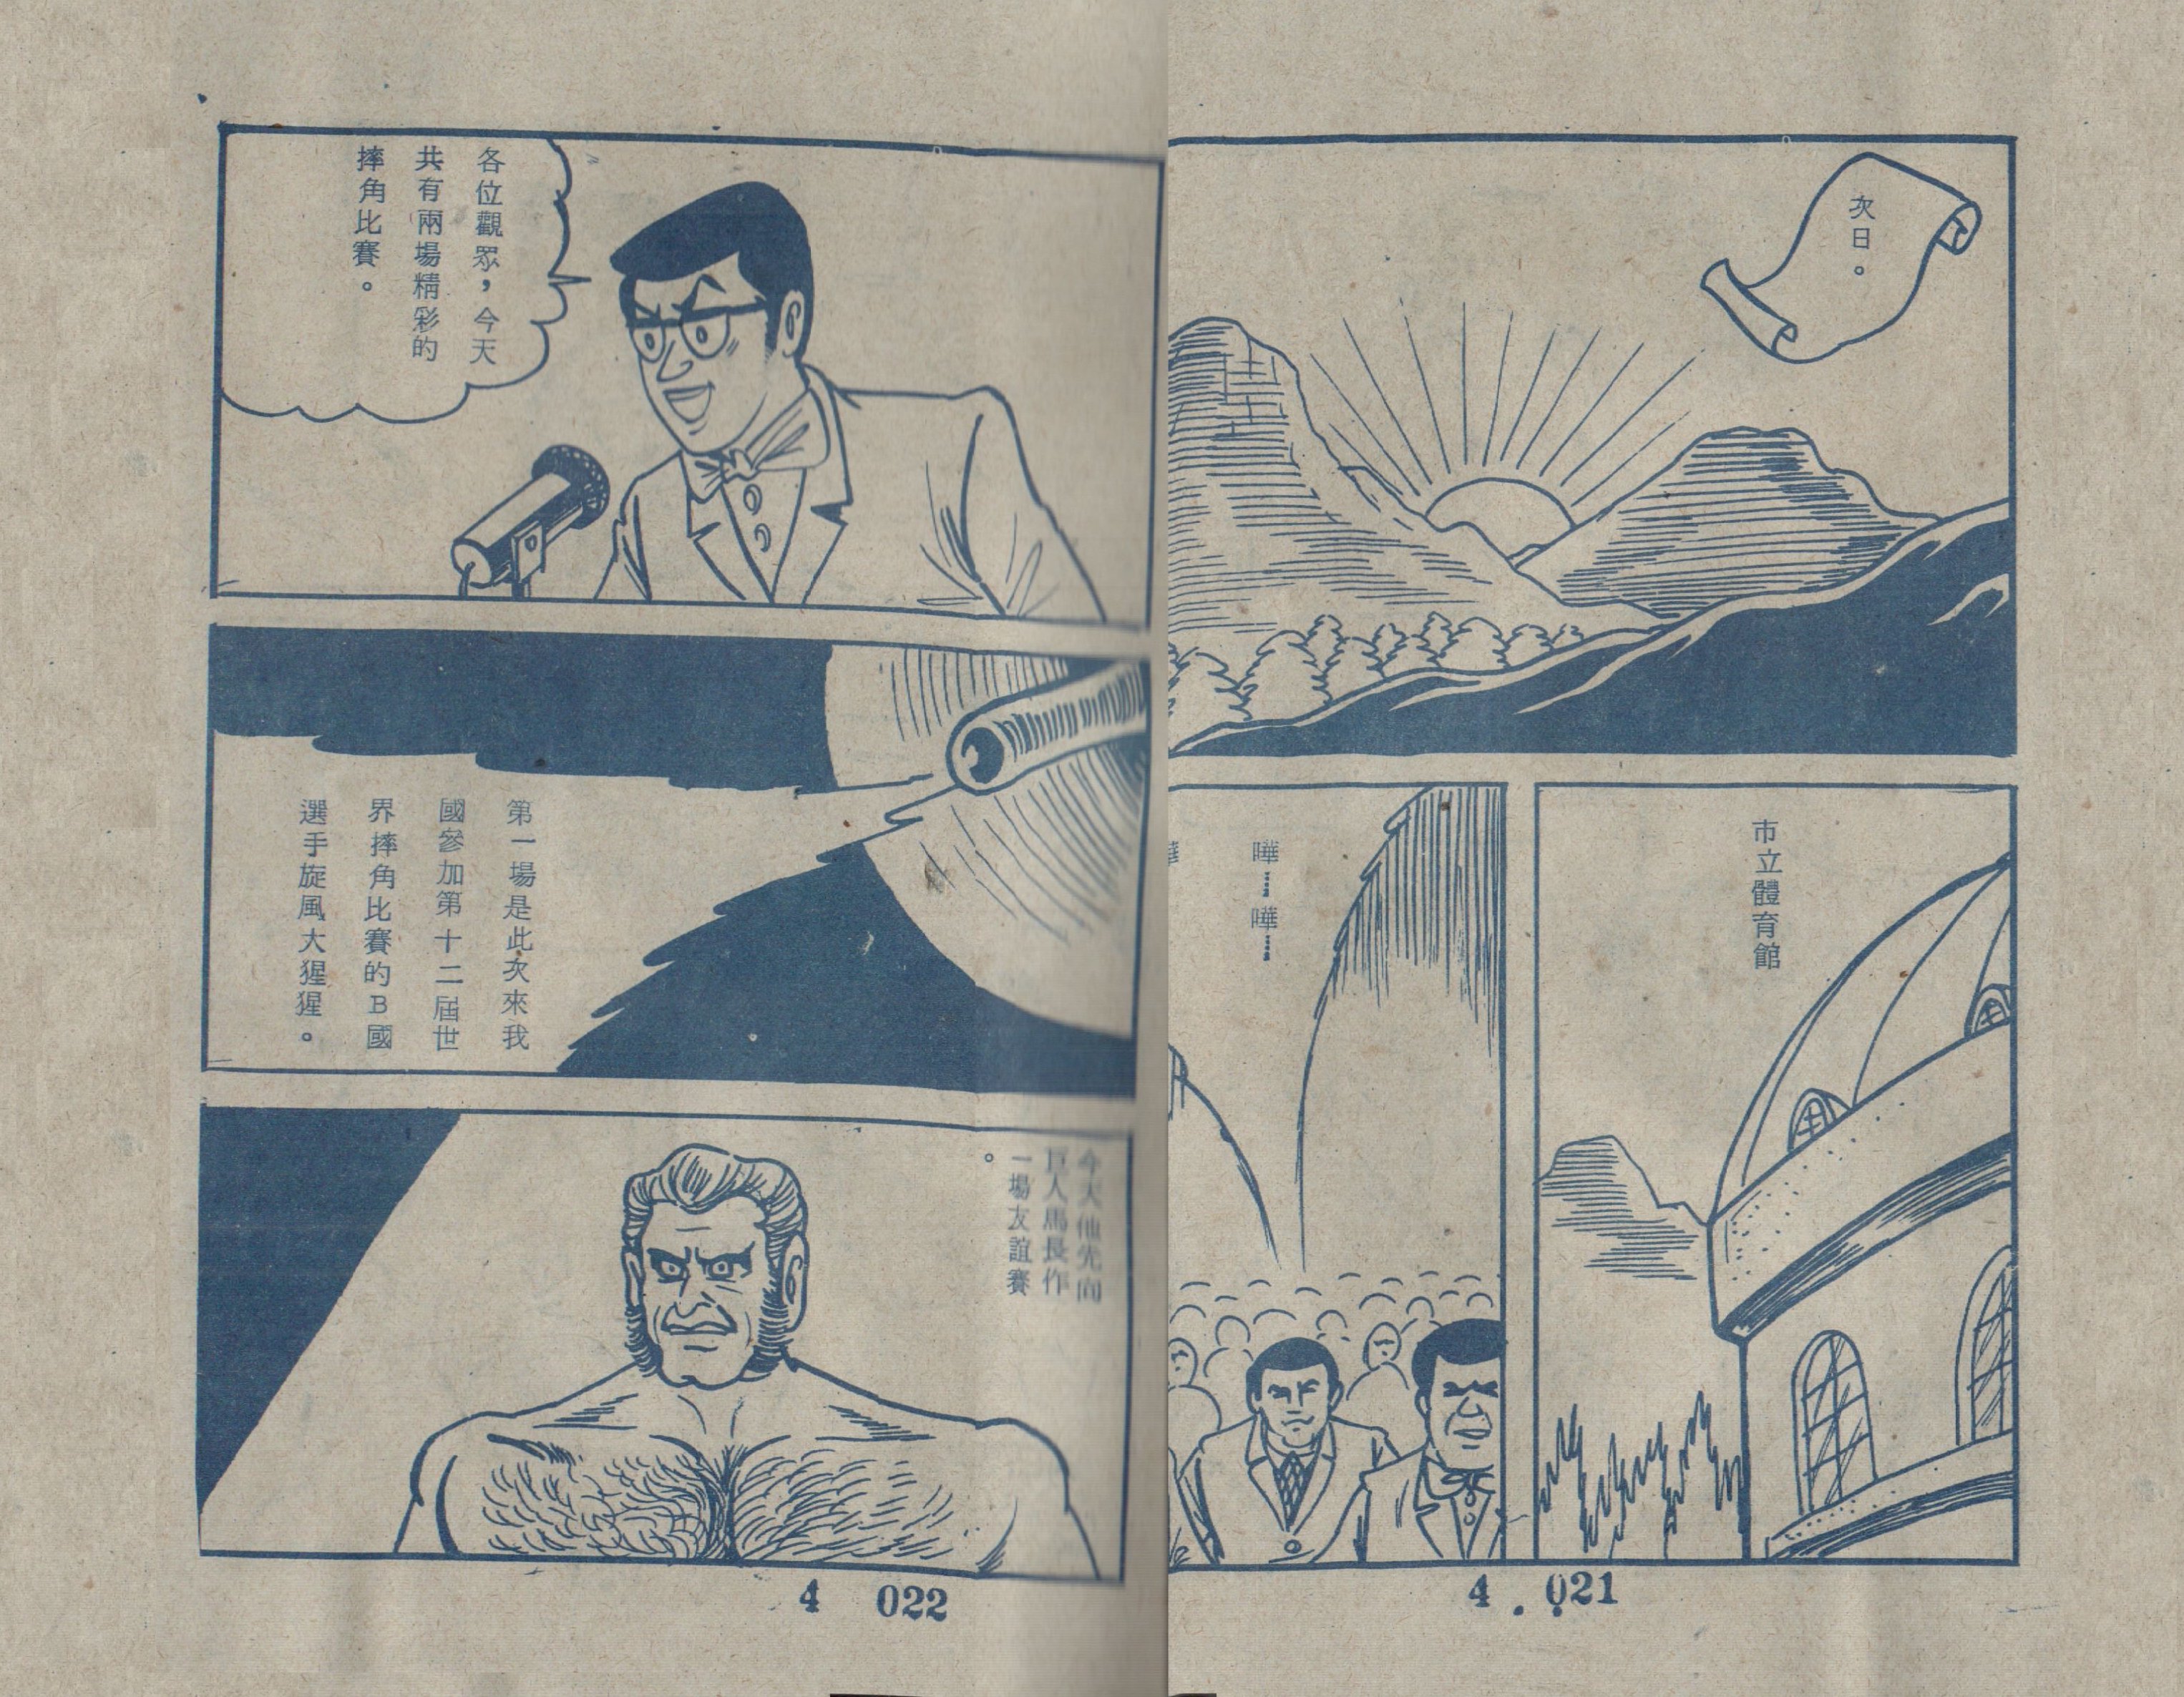 次日。
市立體育館
嘩……嘩……
4 021
各位觀眾，今天
共有兩場精彩的
摔角比賽。
第一場是此次來我
國參加第十二屆世
界摔角比賽的B國
選手旋風大猩猩。
今天他先向
巨人馬長作
一場友誼賽
。
4 022